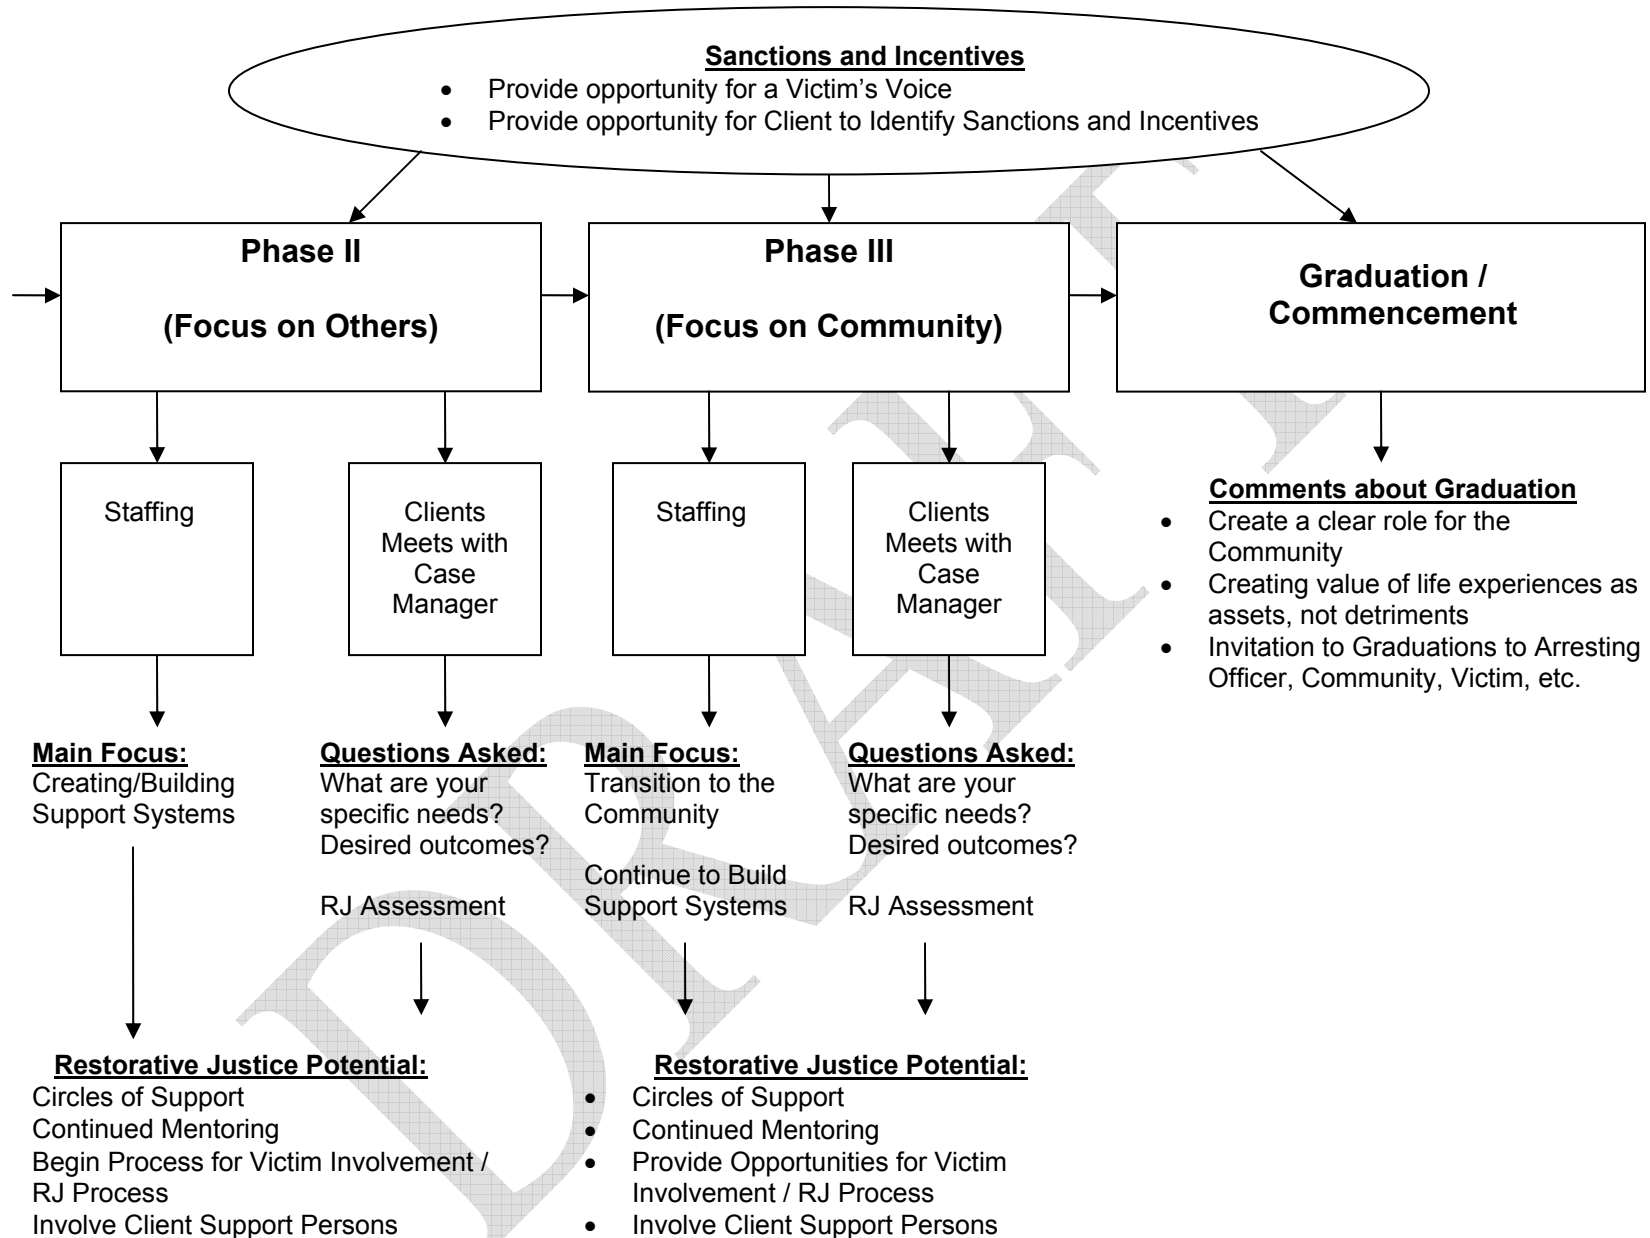 Sanctions and Incentives
• Provide opportunity for a Victim’s Voice
• Provide opportunity for Client to Identify Sanctions and Incentives
Phase II
(Focus on Others)
Phase III
(Focus on Community)
Graduation /
Commencement
Staffing
Clients
Meets with
Case
Manager
Staffing
Clients
Meets with
Case
Manager
Comments about Graduation
• Create a clear role for the
Community
• Creating value of life experiences as
assets, not detriments
• Invitation to Graduations to Arresting
Officer, Community, Victim, etc.
Main Focus:
Creating/Building
Support Systems
Questions Asked:
What are your
specific needs?
Desired outcomes?
RJ Assessment
Main Focus:
Transition to the
Community
Continue to Build
Support Systems
Questions Asked:
What are your
specific needs?
Desired outcomes?
RJ Assessment
Restorative Justice Potential:
Circles of Support
Continued Mentoring
Begin Process for Victim Involvement /
RJ Process
Involve Client Support Persons
Restorative Justice Potential:
• Circles of Support
• Continued Mentoring
• Provide Opportunities for Victim
Involvement / RJ Process
• Involve Client Support Persons
DRAFT